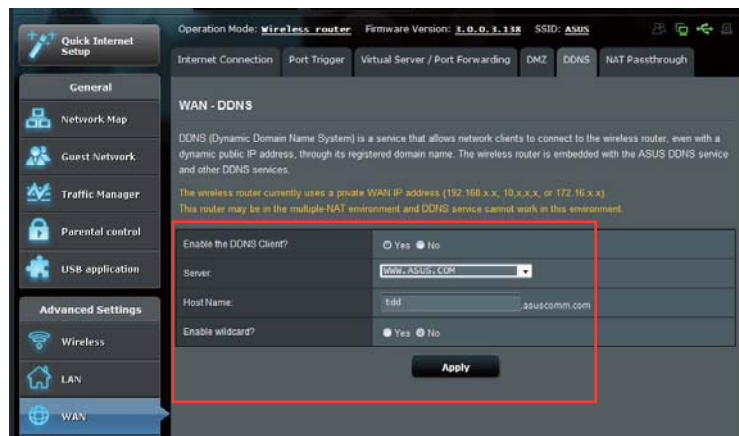 Quick Internet
Setup
General
Network Map
Guest Network
Traffic Manager
Parental control
USB application
Advanced Settings
Wireless
LAN
WAN
Operation Mode: Wireless router Firmware Version: 3.0.0.3.138 SSID: ASUS
Internet Connection Port Trigger Virtual Server / Port Forwarding DMZ DDNS NAT Passthrough
WAN - DDNS
DDNS (Dynamic Domain Name System) is a service that allows network clients to connect to the wireless router, even with a
dynamic public IP address, through its registered domain name. The wireless router is embedded with the ASUS DDNS service
and other DDNS services.
The wireless router currently uses a private WAN IP address (192.168.x.x, 10,x,x,x, or 172.16.x.x).
This router may be in the multiple-NAT environment and DDNS service cannot work in this environment.
Enable the DDNS Client? Yes No
Server: WWW.ASUS.COM
Host Name: tdd .asuscomm.com
Enable wildcard? Yes No
Apply